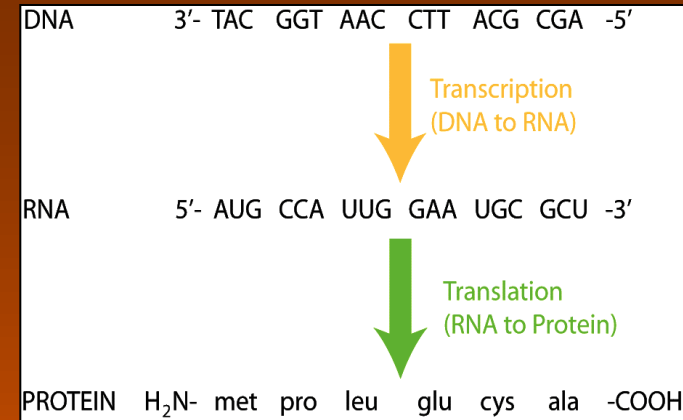 DNA 3′- TAC GGT AAC CTT ACG CGA -5′
Transcription
(DNA to RNA)
RNA 5′- AUG CCA UUG GAA UGC GCU -3′
Translation
(RNA to Protein)
PROTEIN H₂N- met pro leu glu cys ala -COOH